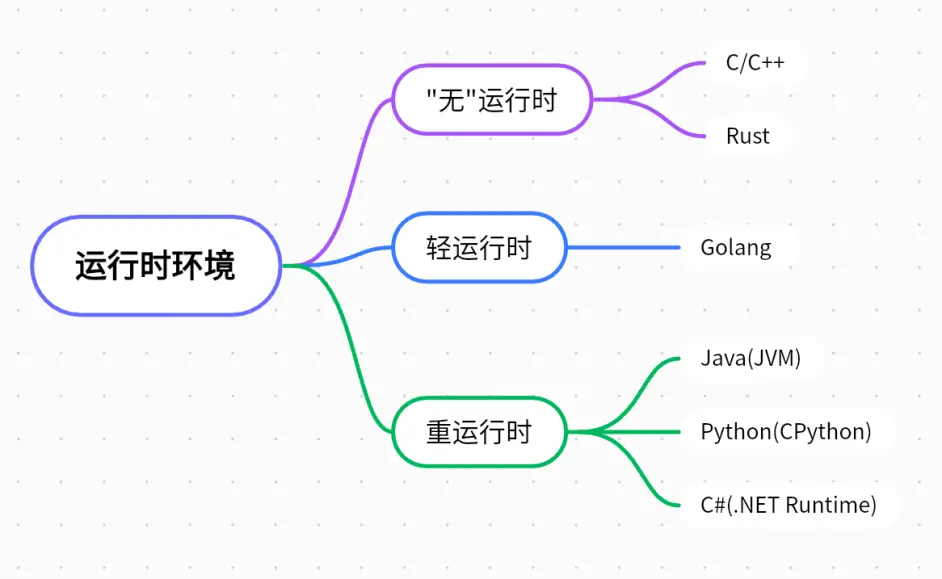 运行时环境
"无"运行时
C/C++
Rust
轻运行时
Golang
重运行时
Java(JVM)
Python(CPython)
C#(.NET Runtime)